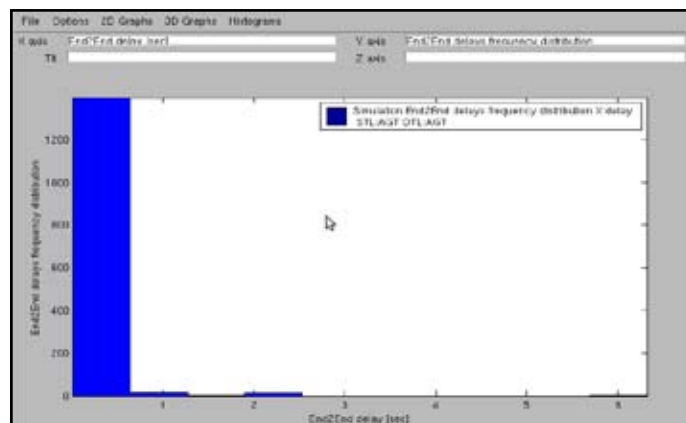 File Options 2D Graphs 3D Graphs Histograms
X axis End2End delay [sec] Y axis End2End delays frequency distribution
Tit Z axis
Simulation End2End delays frequency distribution X delay
STL:AGT DTL:AGT
End2End delays frequency distribution
1200
1000
800
600
400
200
0
1 2 3 4 5 6
End2End delay [sec]